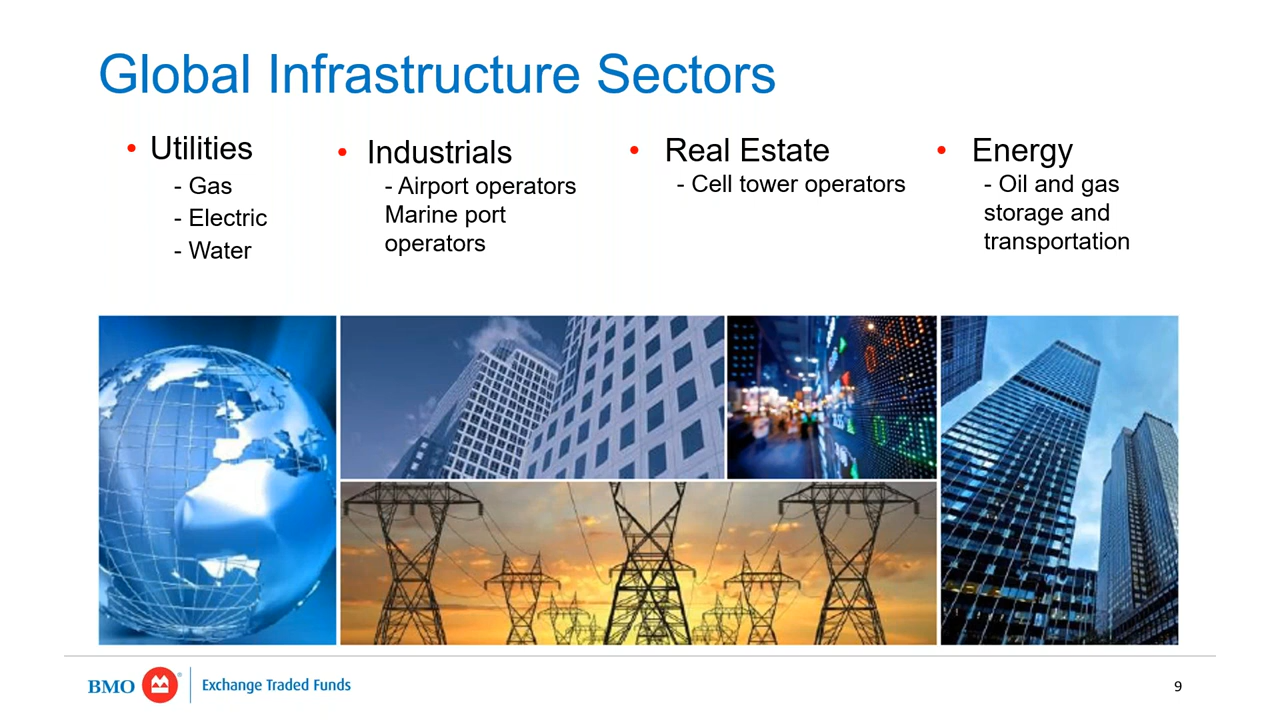 Global Infrastructure Sectors
• Utilities
- Gas
- Electric
- Water
• Industrials
- Airport operators
Marine port
operators
• Real Estate
- Cell tower operators
• Energy
- Oil and gas
storage and
transportation
BMO
Exchange Traded Funds
9